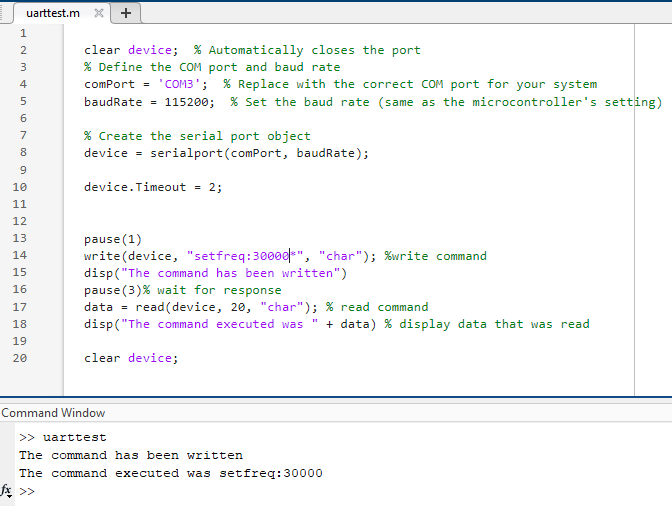 uarttest.m
1
2 clear device; % Automatically closes the port
3 % Define the COM port and baud rate
4 comPort = 'COM3'; % Replace with the correct COM port for your system
5 baudRate = 115200; % Set the baud rate (same as the microcontroller's setting)
6
7 % Create the serial port object
8 device = serialport(comPort, baudRate);
9
10 device.Timeout = 2;
11
12
13 pause(1)
14 write(device, "setfreq:30000*", "char"); %write command
15 disp("The command has been written")
16 pause(3)% wait for response
17 data = read(device, 20, "char"); % read command
18 disp("The command executed was " + data) % display data that was read
19
20 clear device;
Command Window
>> uarttest
The command has been written
The command executed was setfreq:30000
fx >>